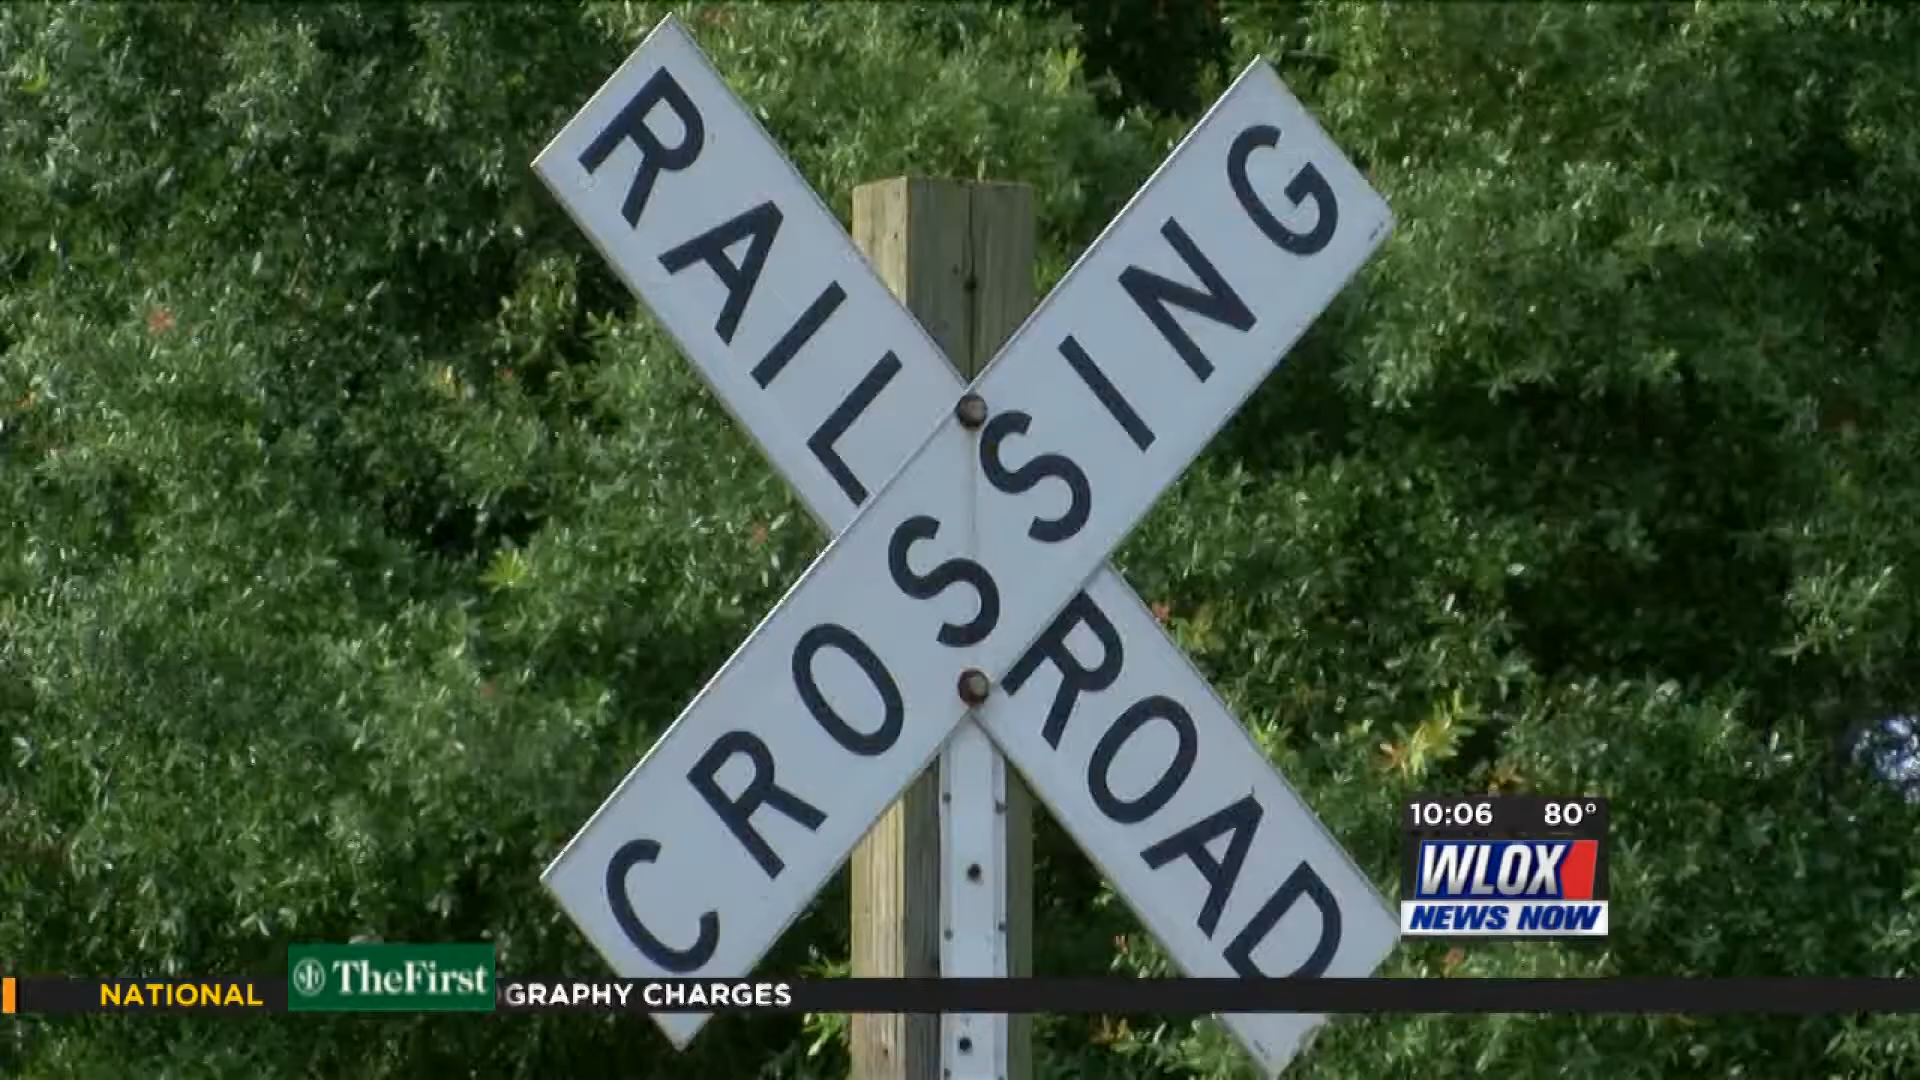 RAILROAD
CROSSING
10:06 80°
WLOX
NEWS NOW
NATIONAL
TheFirst
GRAPHY CHARGES